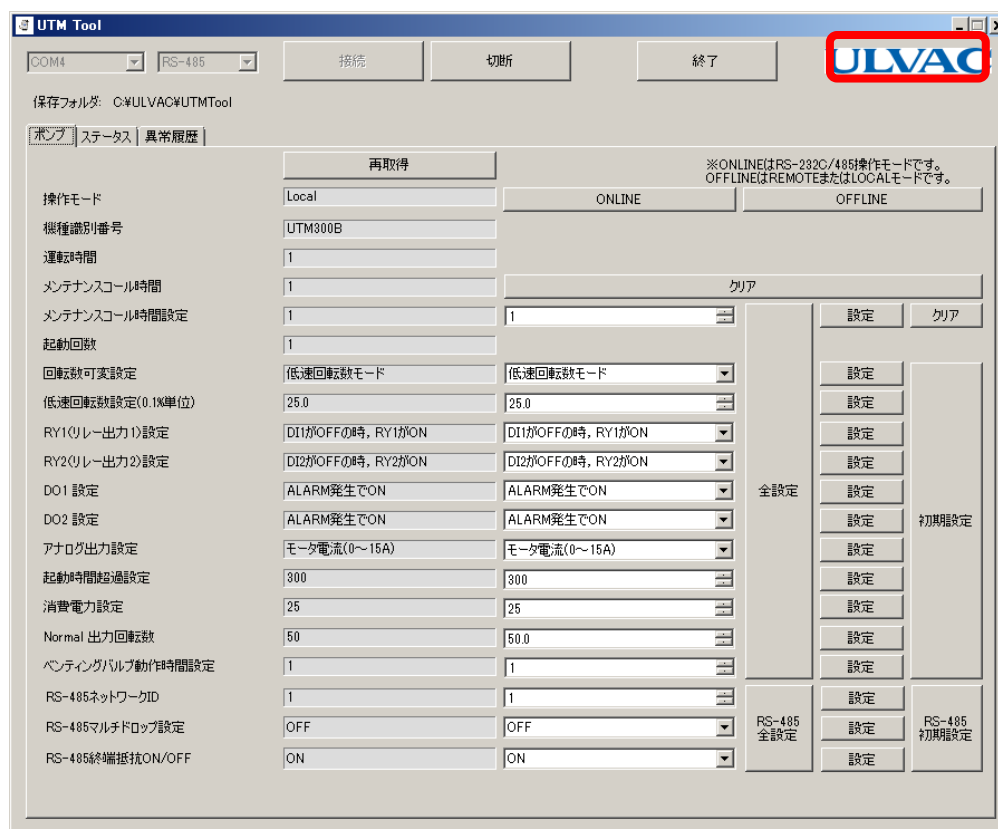 UTM Tool
COM4 RS-485 接続 切断 終了 ULVAC
保存フォルダ: C:¥ULVAC¥UTMTool
ポンプ ステータス 異常履歴
再取得 ※ONLINEはRS-232C/485操作モードです。
OFFLINEはREMOTEまたはLOCALモードです。
操作モード Local ONLINE OFFLINE
機種識別番号 UTM300B
運転時間 1
メンテナンスコール時間 1 クリア
メンテナンスコール時間設定 1 1 設定 クリア
起動回数 1
回転数可変設定 低速回転数モード 低速回転数モード 設定
低速回転数設定(0.1%単位) 25.0 25.0 設定
RY1(リレー出力1)設定 DI1がOFFの時, RY1がON DI1がOFFの時, RY1がON 設定
RY2(リレー出力2)設定 DI2がOFFの時, RY2がON DI2がOFFの時, RY2がON 設定
DO1 設定 ALARM発生でON ALARM発生でON 全設定 設定
DO2 設定 ALARM発生でON ALARM発生でON 設定 初期設定
アナログ出力設定 モータ電流(0～15A) モータ電流(0～15A) 設定
起動時間超過設定 300 300 設定
消費電力設定 25 25 設定
Normal 出力回転数 50 50.0 設定
ベンティングバルブ動作時間設定 1 1 設定
RS-485ネットワークID 1 1 設定
RS-485マルチドロップ設定 OFF OFF RS-485 全設定 設定 RS-485 初期設定
RS-485終端抵抗ON/OFF ON ON 設定